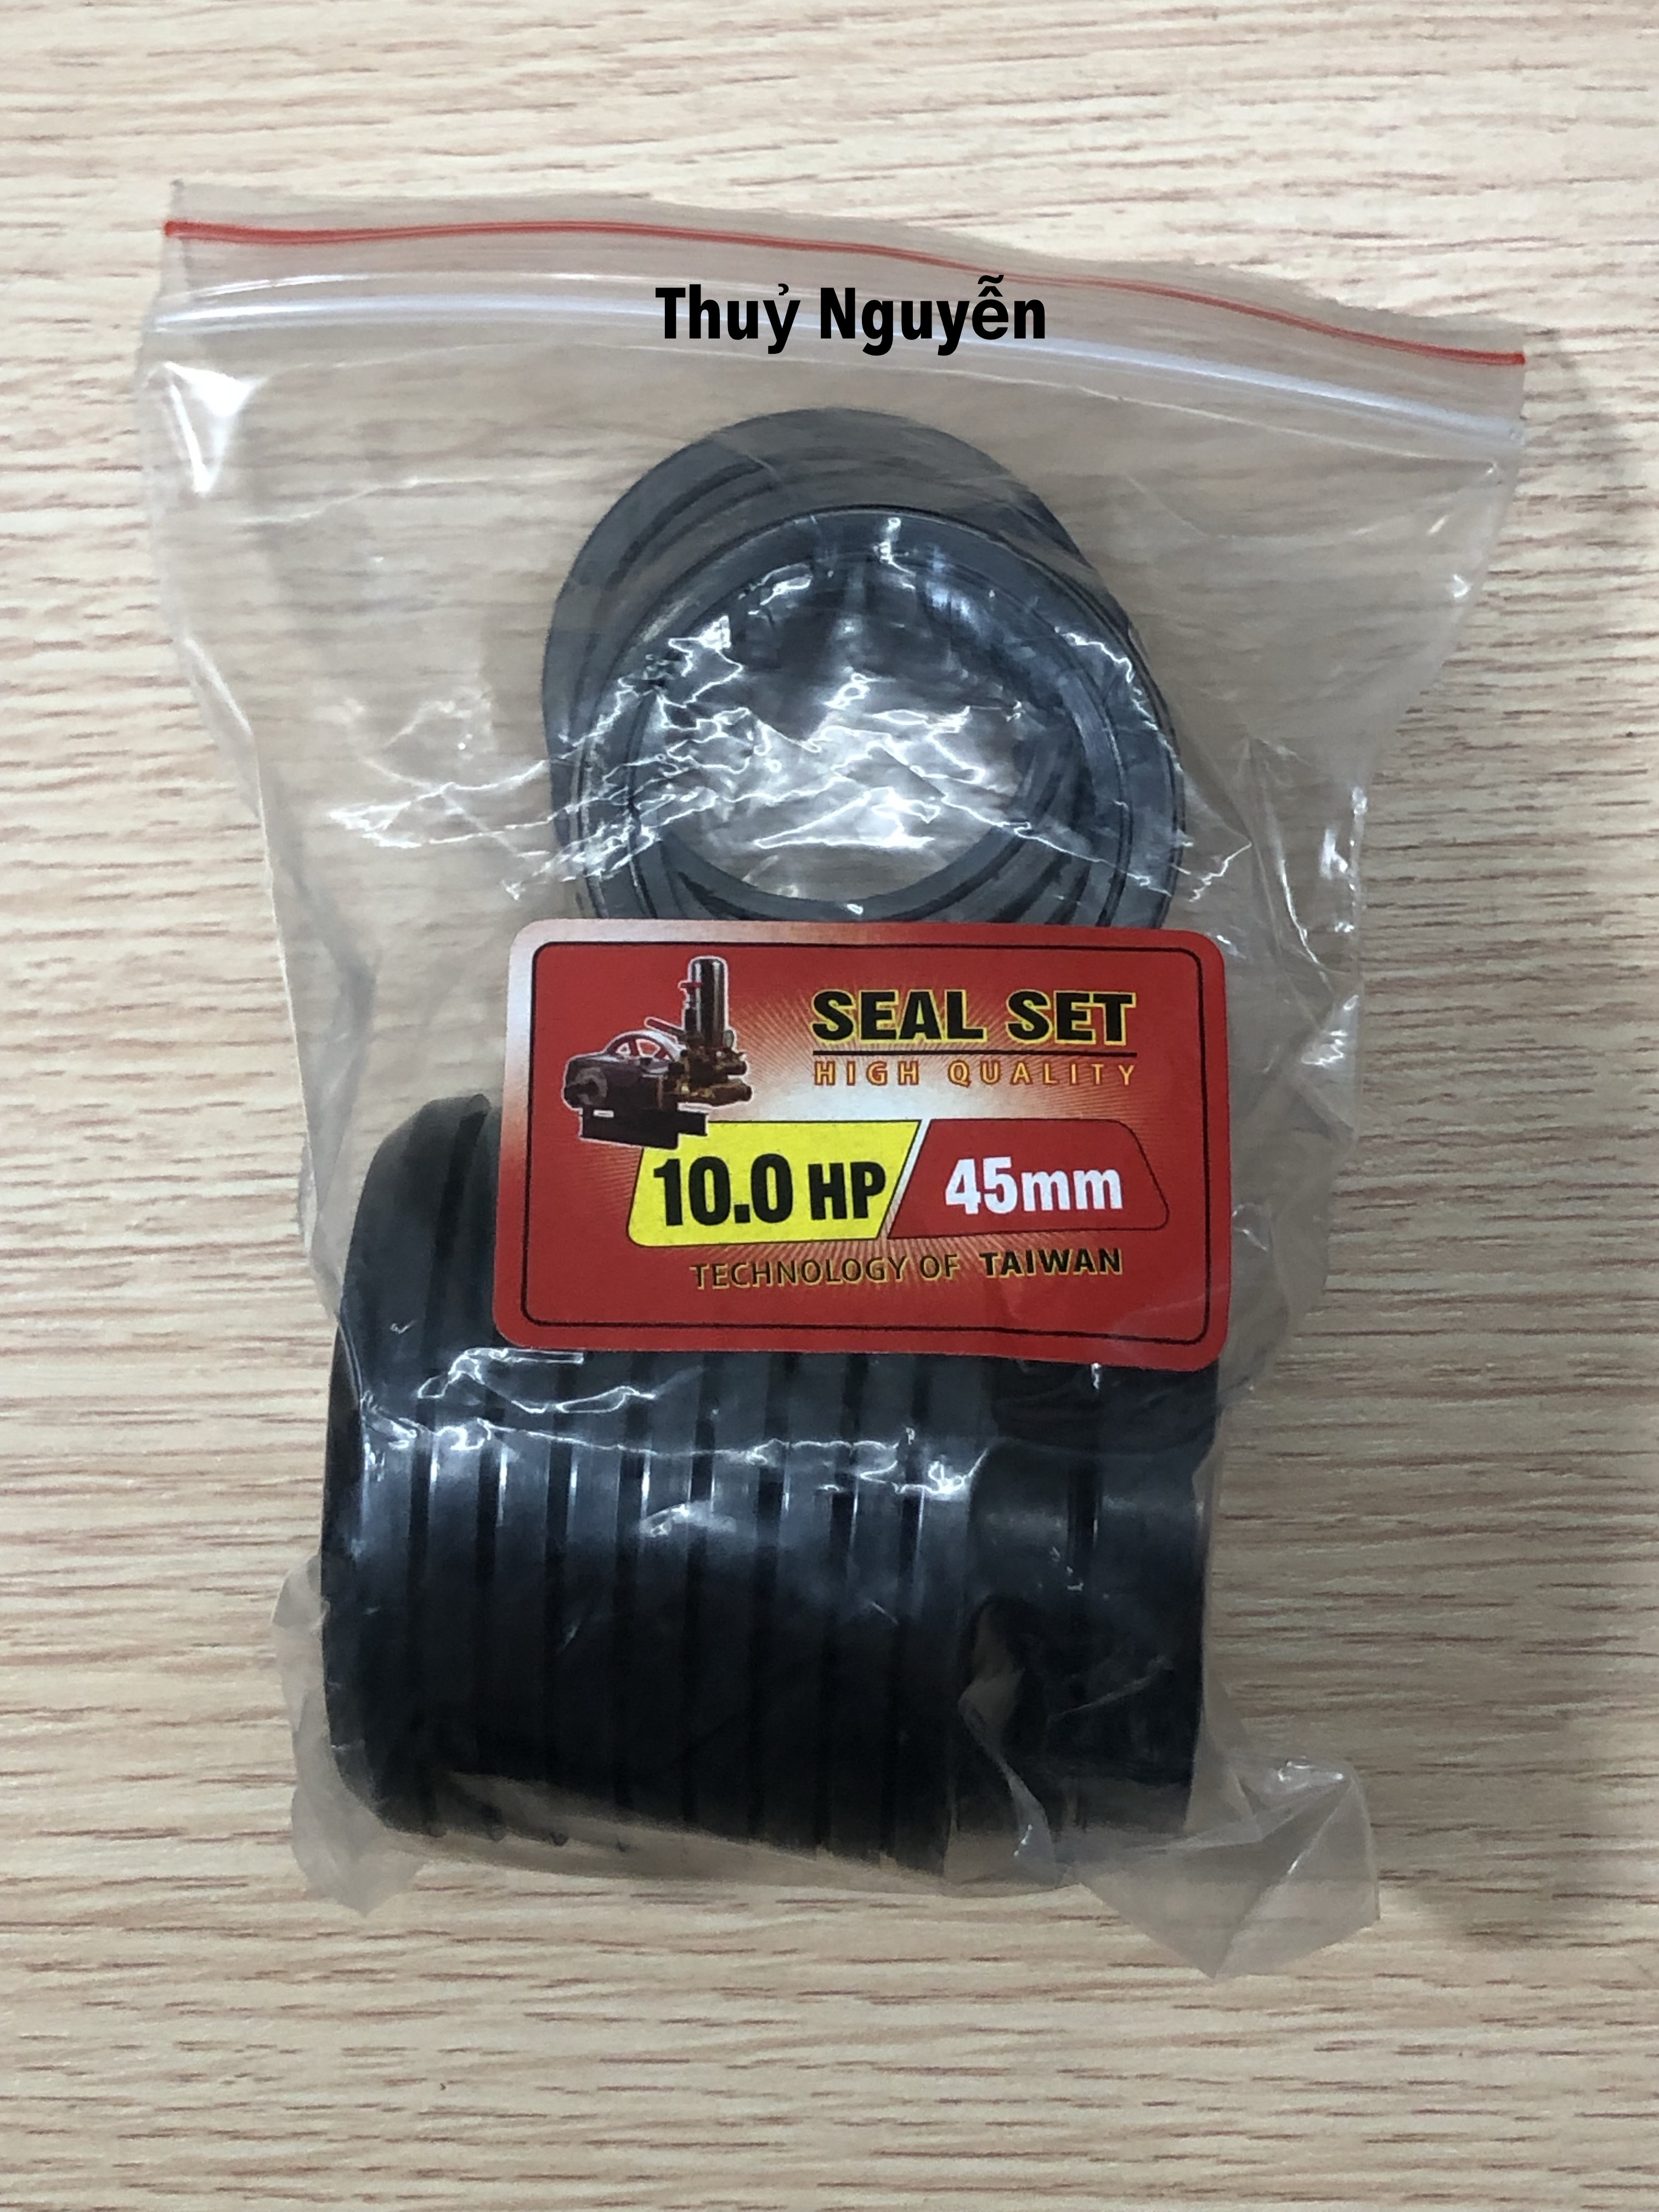 Thuỷ Nguyễn
SEAL SET
HIGH QUALITY
10.0 HP 45mm
TECHNOLOGY OF TAIWAN